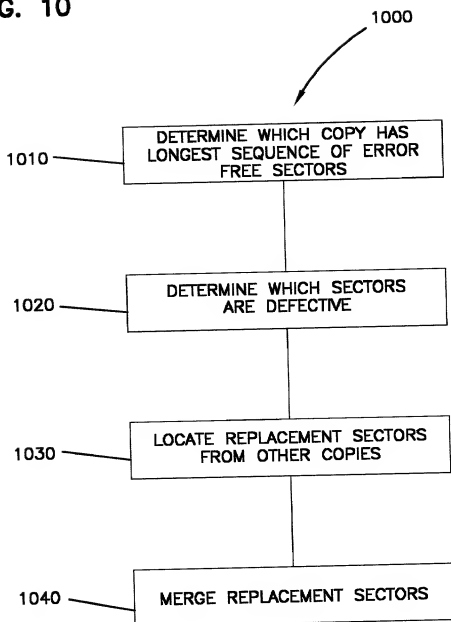 G. 10
1000
1010
DETERMINE WHICH COPY HAS
LONGEST SEQUENCE OF ERROR
FREE SECTORS
1020
DETERMINE WHICH SECTORS
ARE DEFECTIVE
1030
LOCATE REPLACEMENT SECTORS
FROM OTHER COPIES
1040
MERGE REPLACEMENT SECTORS